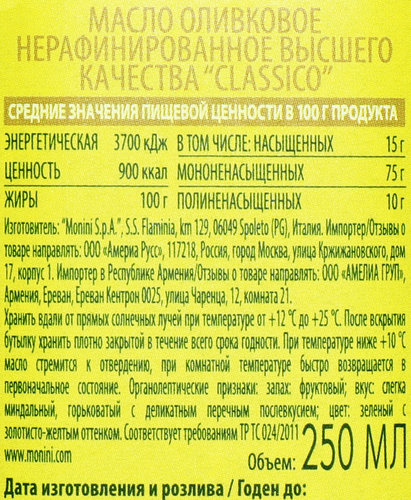 МАСЛО ОЛИВКОВОЕ
НЕРАФИНИРОВАННОЕ ВЫСШЕГО
КАЧЕСТВА “CLASSICO”
СРЕДНИЕ ЗНАЧЕНИЯ ПИЩЕВОЙ ЦЕННОСТИ В 100 Г ПРОДУКТА
ЭНЕРГЕТИЧЕСКАЯ 3700 кДж В ТОМ ЧИСЛЕ: НАСЫЩЕННЫХ 15 г
ЦЕННОСТЬ 900 ккал МОНОНЕНАСЫЩЕННЫХ 75 г
ЖИРЫ 100 г ПОЛИНЕНАСЫЩЕННЫХ 10 г
Изготовитель: “Monini S.p.A.”, S.S. Flaminia, km 129, 06049 Spoleto (PG), Италия. Импортер/Отзывы о
товаре направлять: ООО «Америа Русс», 117218, Россия, город Москва, улица Кржижановского, дом
17, корпус 1. Импортер в Республике Армения/Отзывы о товаре направлять: ООО «АМЕЛИА ГРУП»,
Армения, Ереван, Ереван Кентрон 0025, улица Чаренца, 12, комната 21.
Хранить вдали от прямых солнечных лучей при температуре от +12 °C до +25 °C. После вскрытия
бутылку хранить плотно закрытой в течение всего срока годности. При температуре ниже +10 °C
масло стремится к отвердению, при комнатной температуре быстро возвращается в
первоначальное состояние. Органолептические признаки: запах: фруктовый; вкус: слегка
миндальный, горьковатый с деликатным перечным послевкусием; цвет: зеленый с
золотисто-желтым оттенком. Соответствует требованиям ТР ТС 024/2011
www.monini.com Объем: 250 МЛ
Дата изготовления и розлива / Годен до: